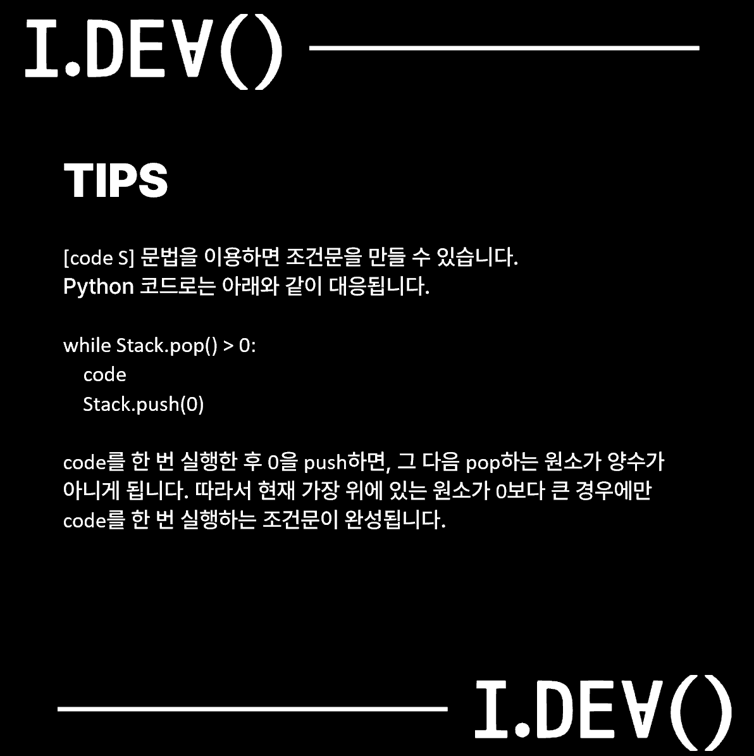 I.DE∀()
TIPS
[code S] 문법을 이용하면 조건문을 만들 수 있습니다.
Python 코드로는 아래와 같이 대응됩니다.
while Stack.pop() > 0:
    code
    Stack.push(0)
code를 한 번 실행한 후 0을 push하면, 그 다음 pop하는 원소가 양수가
아니게 됩니다. 따라서 현재 가장 위에 있는 원소가 0보다 큰 경우에만
code를 한 번 실행하는 조건문이 완성됩니다.
I.DE∀()